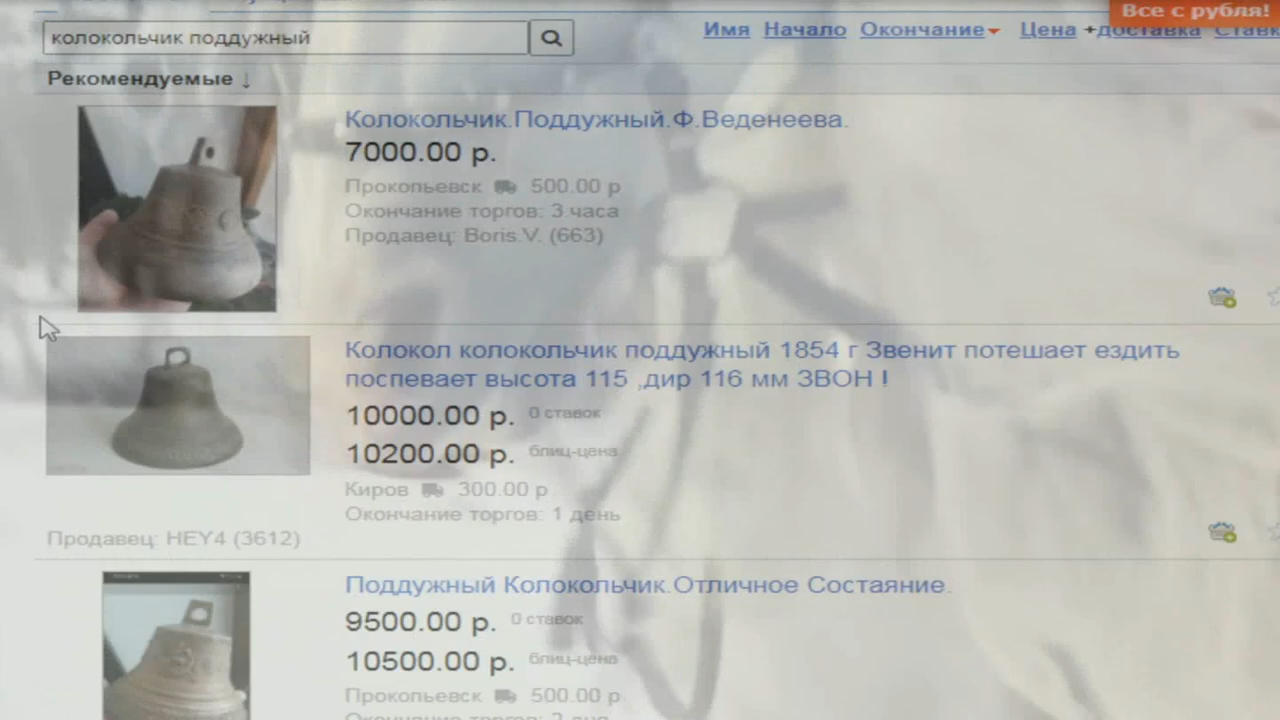 Все с рубля!
колокольчик поддужный
Имя Начало Окончание Цена +доставка
Рекомендуемые ↓
Колокольчик.Поддужный.Ф.Веденеева.
7000.00 р.
Прокопьевск 500.00 р
Окончание торгов: 3 часа
Продавец: Boris.V. (663)
Колокол колокольчик поддужный 1854 г Звенит потешает ездить
поспевает высота 115 ,дир 116 мм ЗВОН !
10000.00 р. 0 ставок
10200.00 р. блиц-цена
Киров 300.00 р
Окончание торгов: 1 день
Продавец: HEY4 (3612)
Поддужный Колокольчик.Отличное Состаяние.
9500.00 р. 0 ставок
10500.00 р. блиц-цена
Прокопьевск 500.00 р